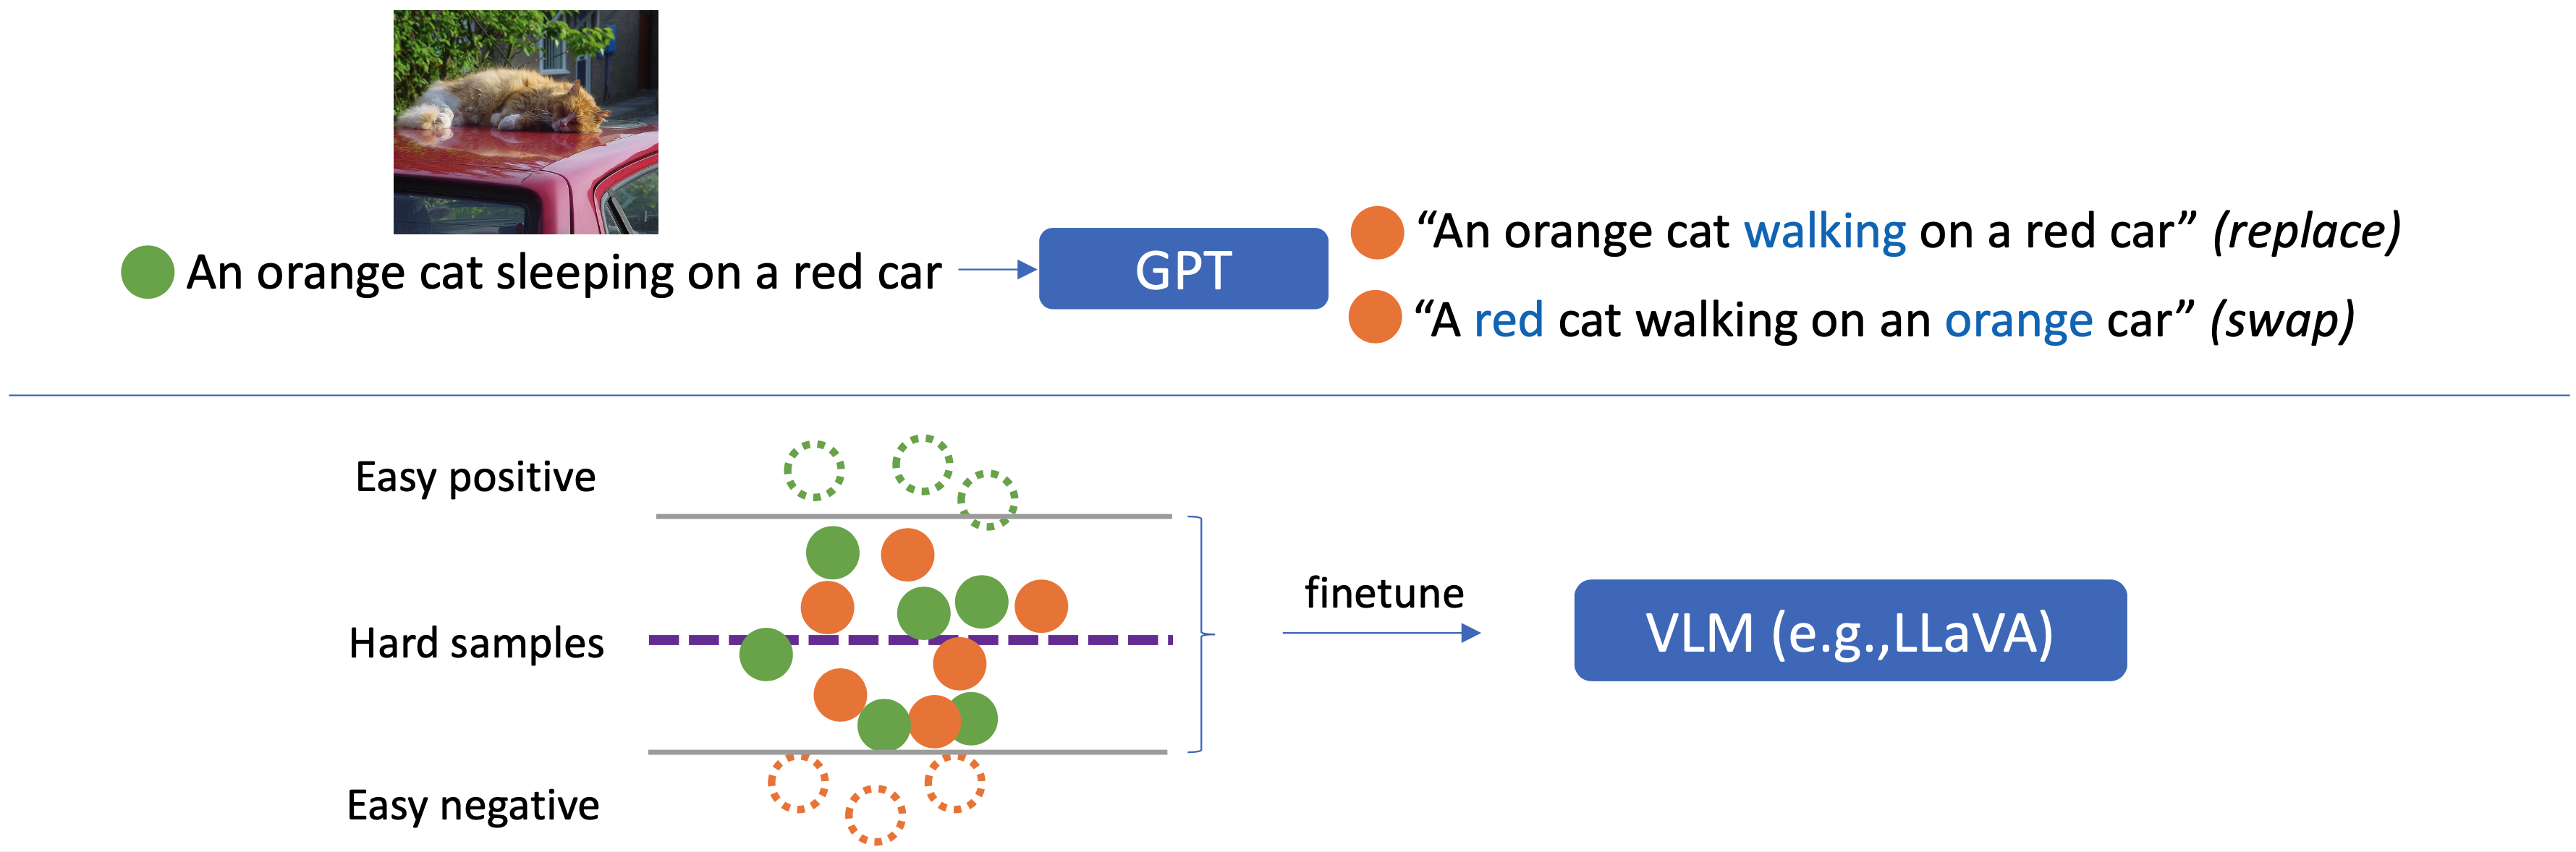 An orange cat sleeping on a red car
GPT
“An orange cat walking on a red car” (replace)
“A red cat walking on an orange car” (swap)
Easy positive
Hard samples
Easy negative
finetune
VLM (e.g.,LLaVA)